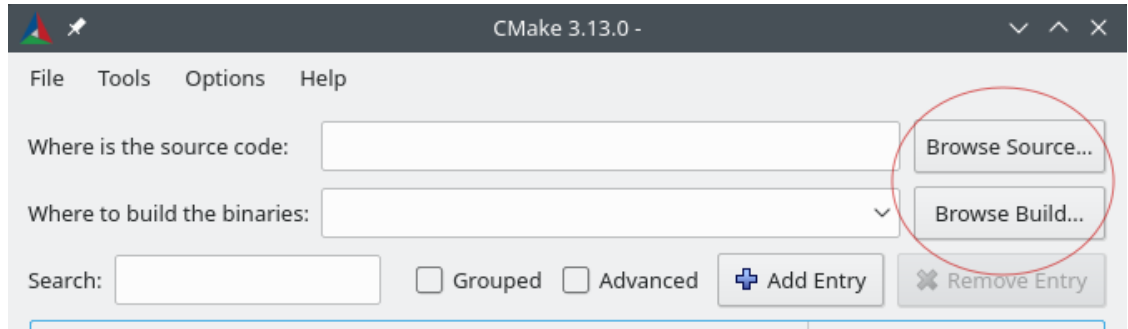 CMake 3.13.0 -
File Tools Options Help
Where is the source code: Browse Source...
Where to build the binaries: Browse Build...
Search: Grouped Advanced Add Entry Remove Entry